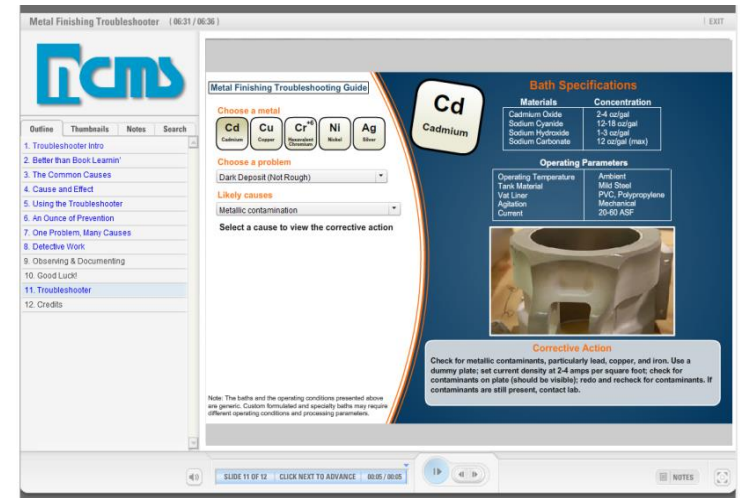 Metal Finishing Troubleshooter ( 06:31 / 06:36 )
EXIT
cms
Outline Thumbnails Notes Search
1. Troubleshooter Intro
2. Better than Book Learnin'
3. The Common Causes
4. Cause and Effect
5. Using the Troubleshooter
6. An Ounce of Prevention
7. One Problem, Many Causes
8. Detective Work
9. Observing & Documenting
10. Good Luck!
11. Troubleshooter
12. Credits
Metal Finishing Troubleshooting Guide
Choose a metal
Cd Cu Cr+6 Ni Ag
Cadmium Copper Hexavalent Chromium Nickel Silver
Choose a problem
Dark Deposit (Not Rough)
Likely causes
Metallic contamination
Select a cause to view the corrective action
Note: The baths and the operating conditions presented above
are generic. Custom formulated and specialty baths may require
different operating conditions and processing parameters.
Cd
Cadmium
Bath Specifications
Materials Concentration
Cadmium Oxide 2-4 oz/gal
Sodium Cyanide 12-18 oz/gal
Sodium Hydroxide 1-3 oz/gal
Sodium Carbonate 12 oz/gal (max)
Operating Parameters
Operating Temperature Ambient
Tank Material Mild Steel
Vat Liner PVC, Polypropylene
Agitation Mechanical
Current 20-60 ASF
Corrective
Action
Check for metallic contaminants, particularly lead, copper, and iron. Use a
dummy plate; set current density at 2-4 amps per square foot; check for
contaminants on plate (should be visible); redo and recheck for contaminants. If
contaminants are still present, contact lab.
SLIDE 11 OF 12 CLICK NEXT TO ADVANCE 00:05 / 00:05
NOTES